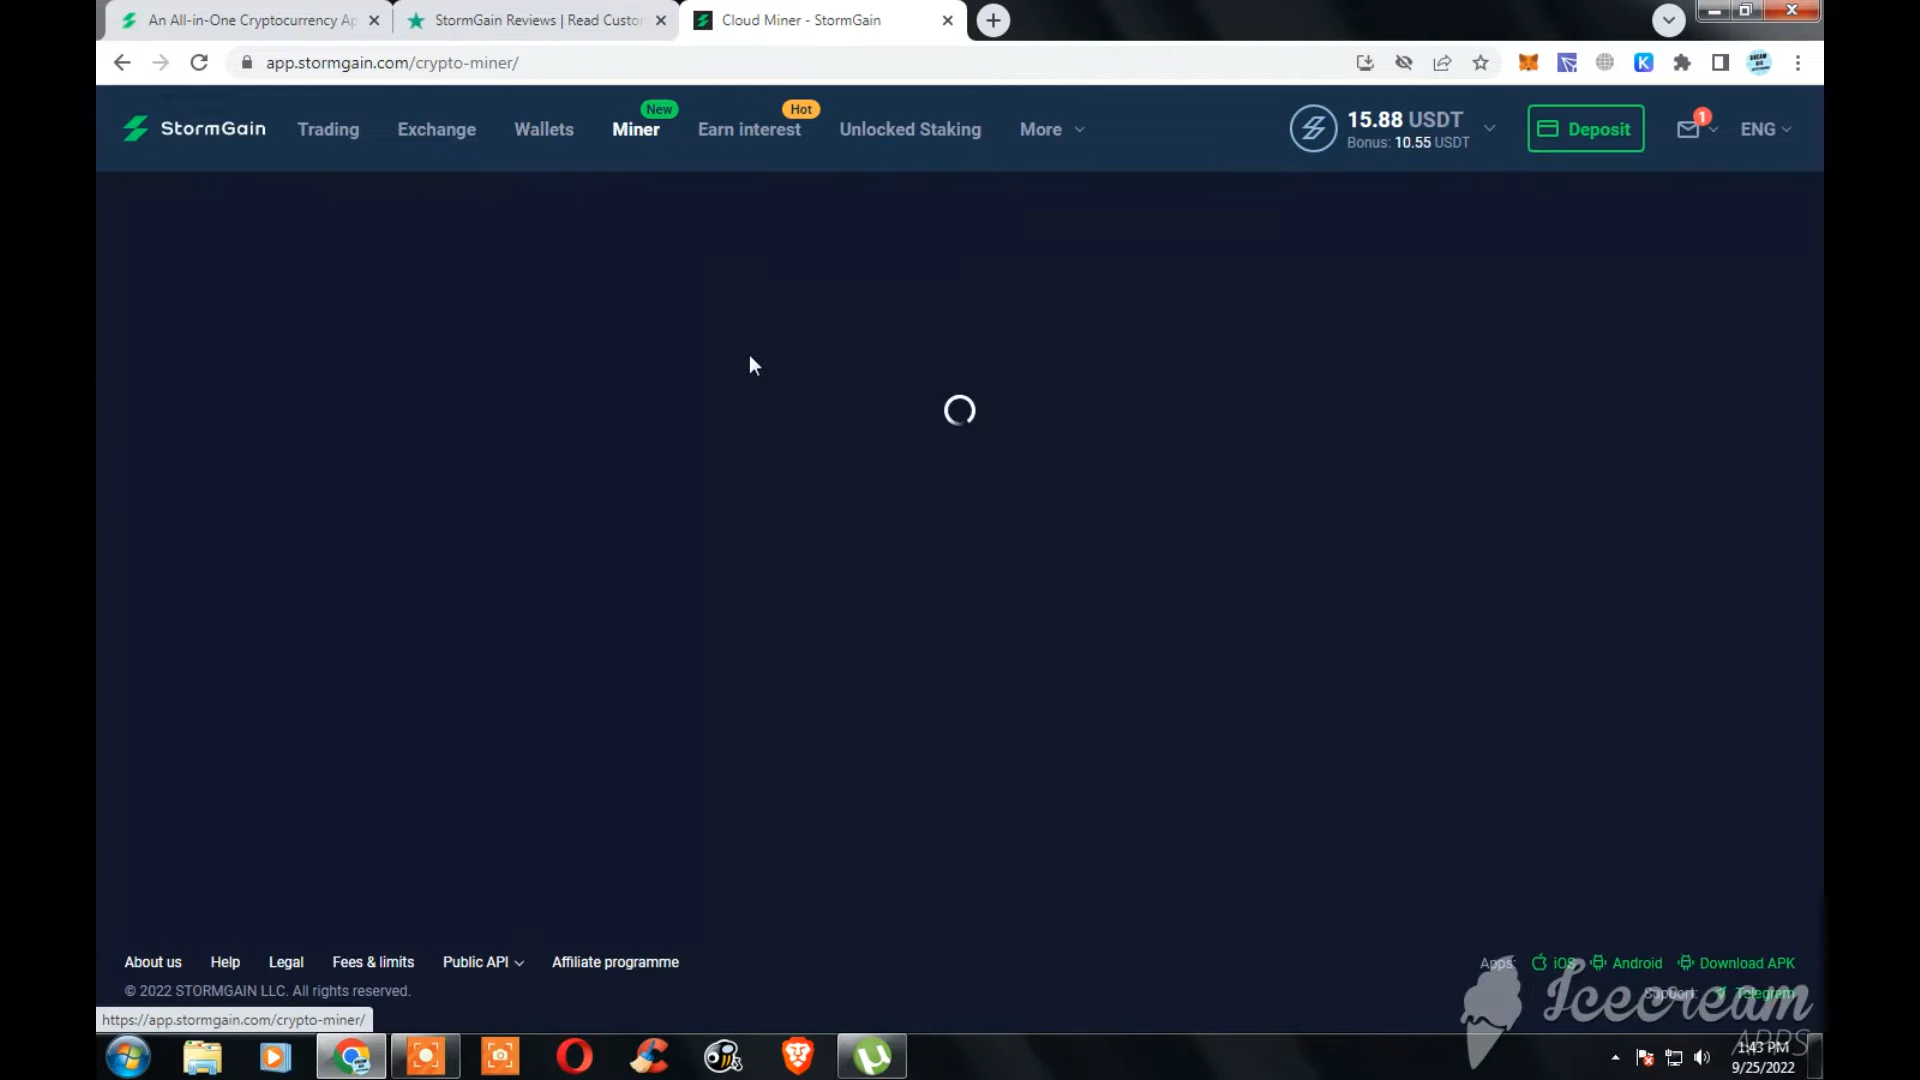 An All-in-One Cryptocurrency Ap
StormGain Reviews | Read Custo
Cloud Miner - StormGain
app.stormgain.com/crypto-miner/
StormGain
Trading
Exchange
Wallets
Miner
New
Earn interest
Hot
Unlocked Staking
More
15.88 USDT
Bonus: 10.55 USDT
Deposit
1
ENG
About us
Help
Legal
Fees & limits
Public API
Affiliate programme
Apps:
iOS
Android
Download APK
© 2022 STORMGAIN LLC. All rights reserved.
Support:
Telegram
https://app.stormgain.com/crypto-miner/
Icecream
APPS
1:43 PM
9/25/2022